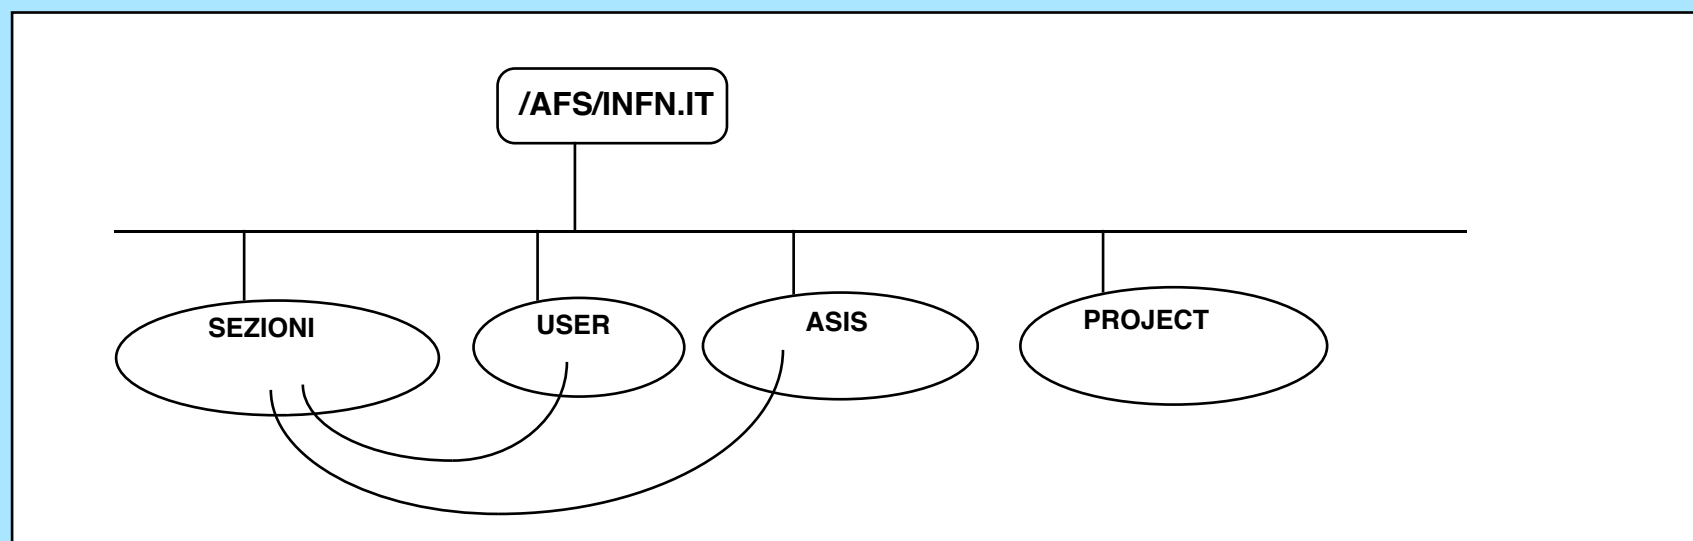 /AFS/INFN.IT
SEZIONI
USER
ASIS
PROJECT